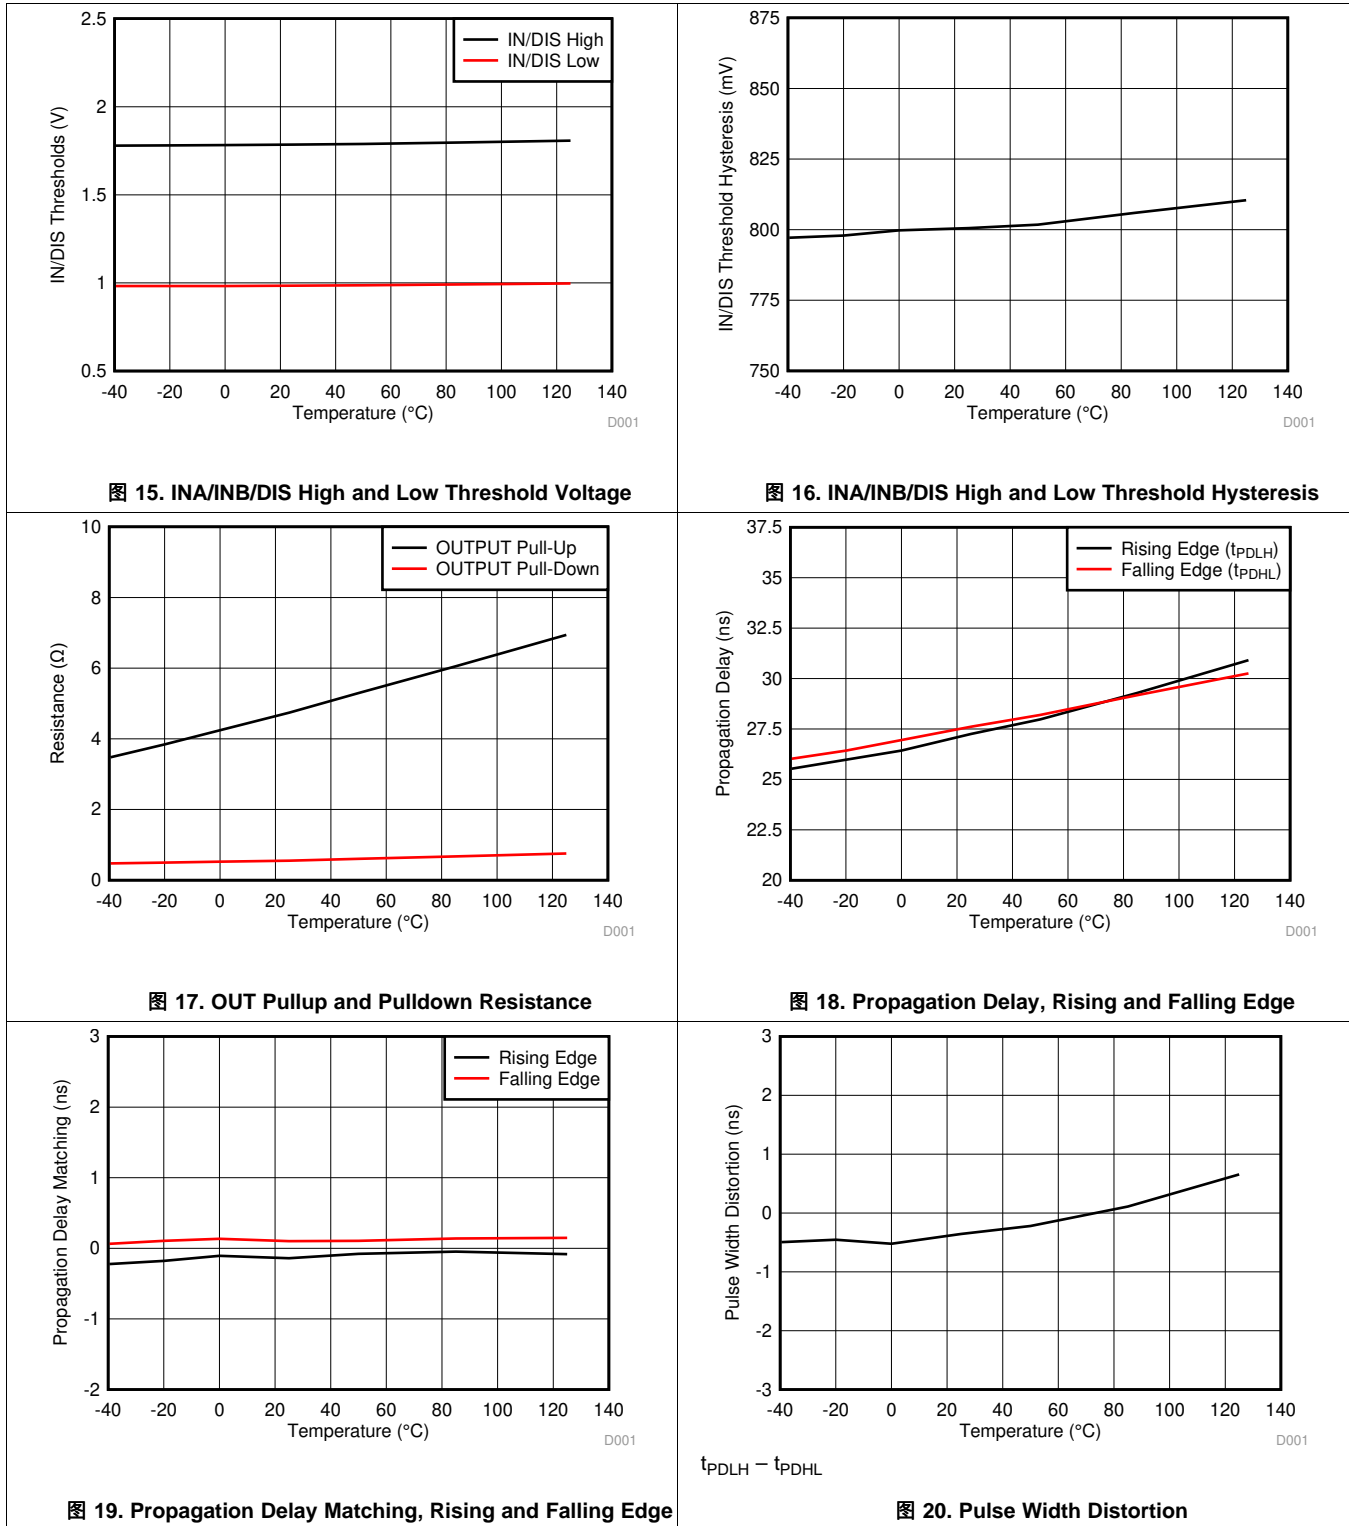 2.5
2
1.5
1
0.5
IN/DIS Thresholds (V)
IN/DIS High
IN/DIS Low
-40 -20 0 20 40 60 80 100 120 140
Temperature (°C)
D001
图 15. INA/INB/DIS High and Low Threshold Voltage
875
850
825
800
775
750
IN/DIS Threshold Hysteresis (mV)
-40 -20 0 20 40 60 80 100 120 140
Temperature (°C)
D001
图 16. INA/INB/DIS High and Low Threshold Hysteresis
10
8
6
4
2
0
Resistance (Ω)
OUTPUT Pull-Up
OUTPUT Pull-Down
-40 -20 0 20 40 60 80 100 120 140
Temperature (°C)
D001
图 17. OUT Pullup and Pulldown Resistance
37.5
35
32.5
30
27.5
25
22.5
20
Propagation Delay (ns)
Rising Edge (tPDLH)
Falling Edge (tPDHL)
-40 -20 0 20 40 60 80 100 120 140
Temperature (°C)
D001
图 18. Propagation Delay, Rising and Falling Edge
3
2
1
0
-1
-2
Propagation Delay Matching (ns)
Rising Edge
Falling Edge
-40 -20 0 20 40 60 80 100 120 140
Temperature (°C)
D001
图 19. Propagation Delay Matching, Rising and Falling Edge
3
2
1
0
-1
-2
-3
Pulse Width Distortion (ns)
-40 -20 0 20 40 60 80 100 120 140
Temperature (°C)
D001
tPDLH – tPDHL
图 20. Pulse Width Distortion